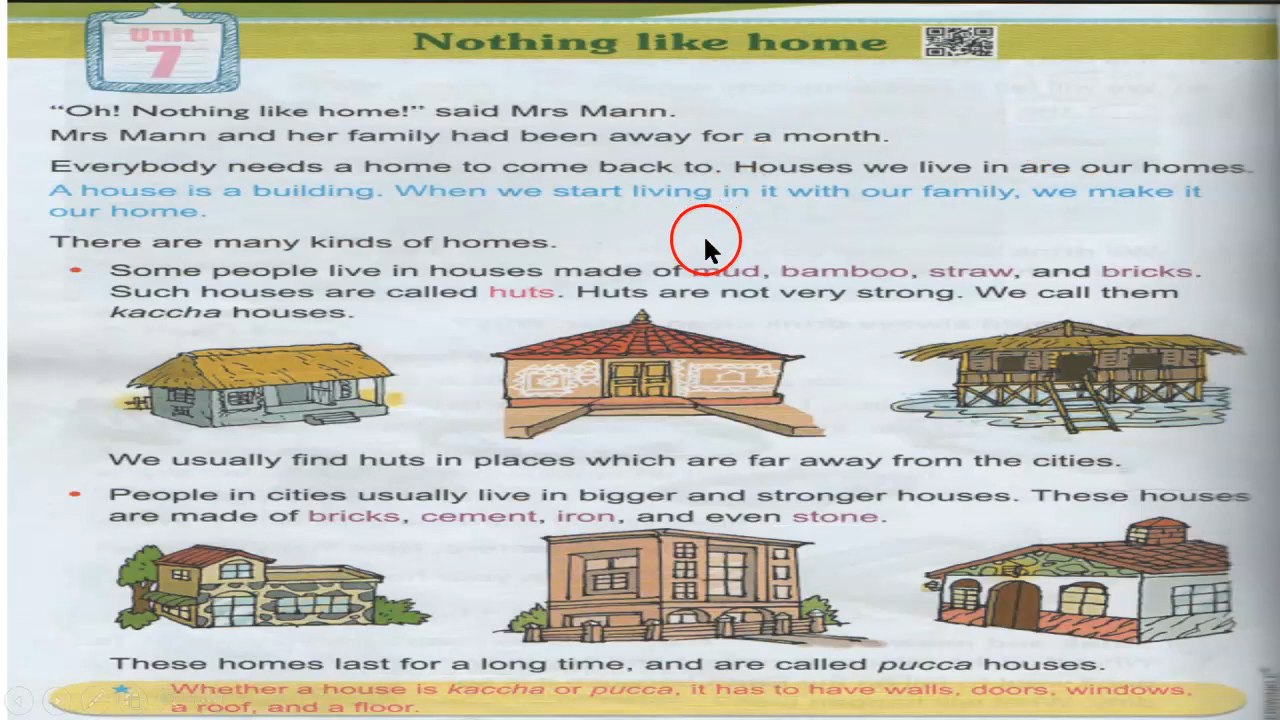 Unit
7
Nothing like home
“Oh! Nothing like home!” said Mrs Mann.
Mrs Mann and her family had been away for a month.
Everybody needs a home to come back to. Houses we live in are our homes.
A house is a building. When we start living in it with our family, we make it
our home.
There are many kinds of homes.
• Some people live in houses made of mud, bamboo, straw, and bricks.
Such houses are called huts. Huts are not very strong. We call them
kaccha houses.
We usually find huts in places which are far away from the cities.
• People in cities usually live in bigger and stronger houses. These houses
are made of bricks, cement, iron, and even stone.
These homes last for a long time, and are called pucca houses.
Whether a house is kaccha or pucca, it has to have walls, doors, windows,
a roof, and a floor.